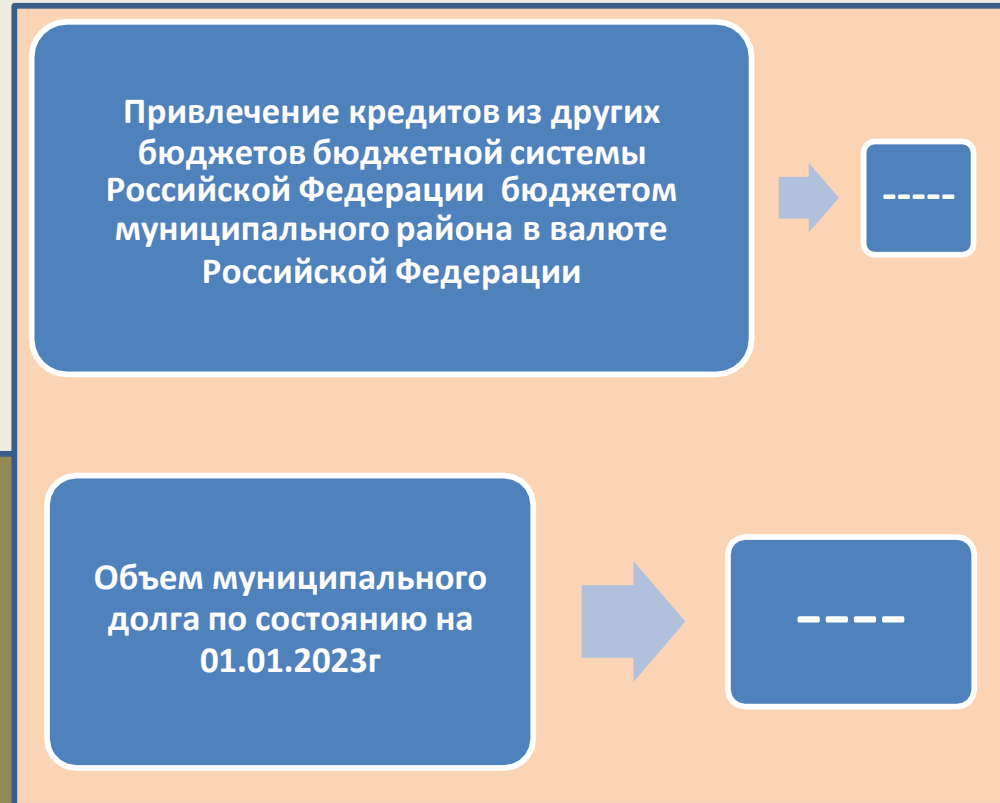 Привлечение кредитов из других
бюджетов бюджетной системы
Российской Федерации бюджетом
муниципального района в валюте
Российской Федерации
-----
Объем муниципального
долга по состоянию на
01.01.2023г
----